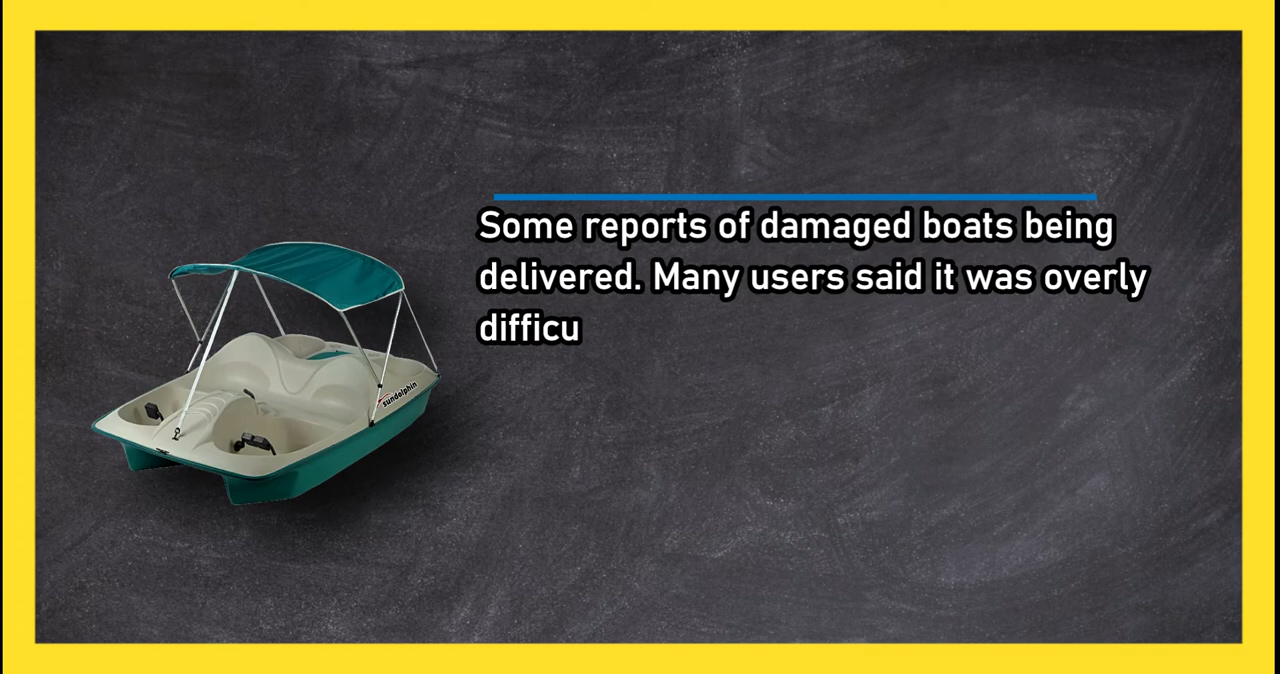 Some reports of damaged boats being
delivered. Many users said it was overly
difficu
sundolphin